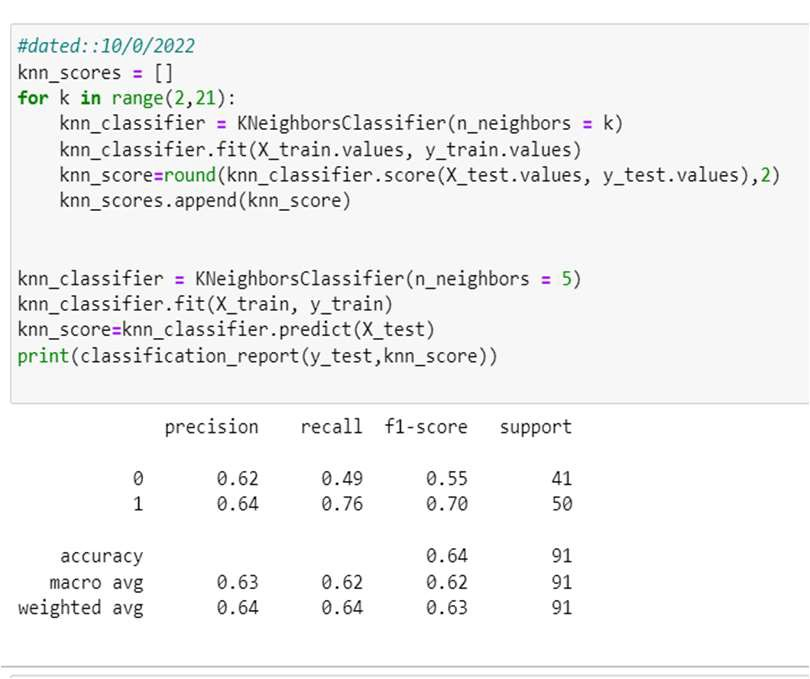 #dated::10/0/2022
knn_scores = []
for k in range(2,21):
    knn_classifier = KNeighborsClassifier(n_neighbors = k)
    knn_classifier.fit(X_train.values, y_train.values)
    knn_score=round(knn_classifier.score(X_test.values, y_test.values),2)
    knn_scores.append(knn_score)
knn_classifier = KNeighborsClassifier(n_neighbors = 5)
knn_classifier.fit(X_train, y_train)
knn_score=knn_classifier.predict(X_test)
print(classification_report(y_test,knn_score))
precision recall f1-score support
0 0.62 0.49 0.55 41
1 0.64 0.76 0.70 50
accuracy 0.64 91
macro avg 0.63 0.62 0.62 91
weighted avg 0.64 0.64 0.63 91